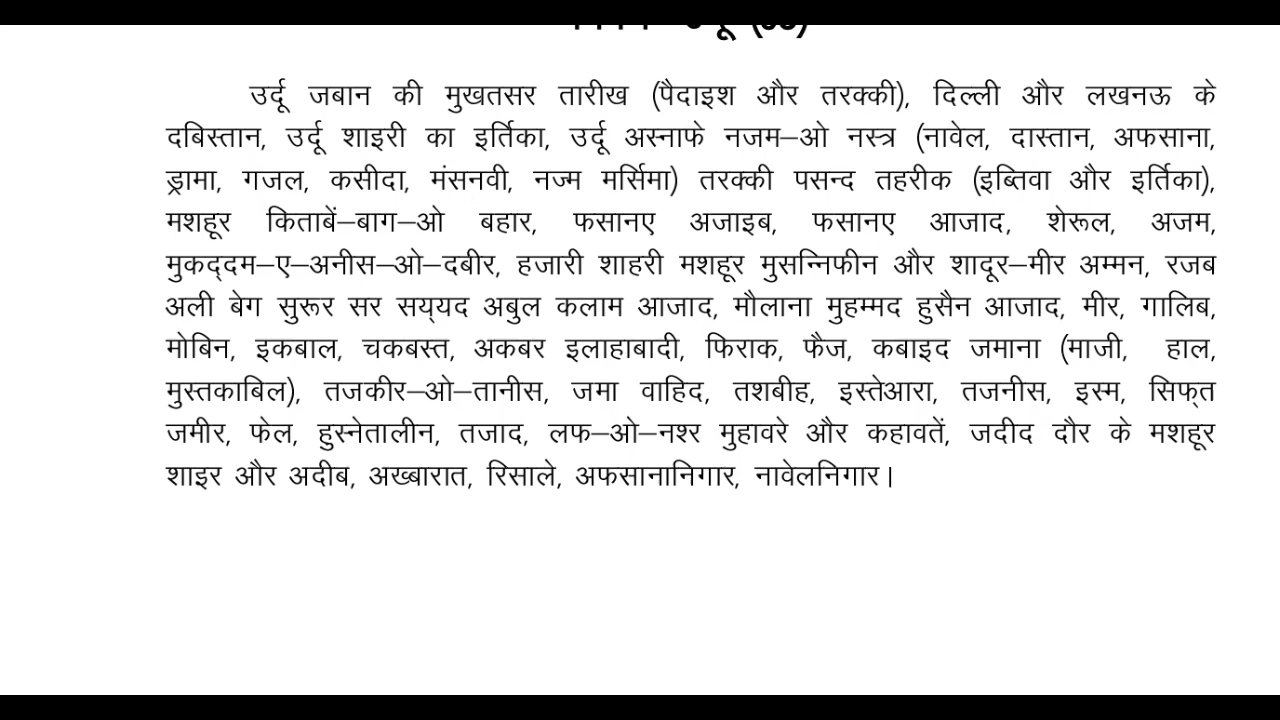 उर्दू जबान की मुखतसर तारीख (पैदाइश और तरक्की), दिल्ली और लखनऊ के
दबिस्तान, उर्दू शाइरी का इर्तिका, उर्दू अस्नाफे नजम–ओ नस्त्र (नावेल, दास्तान, अफसाना,
ड्रामा, गजल, कसीदा, मंसनवी, नज्म मर्सिमा) तरक्की पसन्द तहरीक (इब्तिवा और इर्तिका),
मशहूर किताबें–बाग–ओ बहार, फसानए अजाइब, फसानए आजाद, शेरूल, अजम,
मुकद्दम–ए–अनीस–ओ–दबीर, हजारी शाहरी मशहूर मुसन्निफीन और शादूर–मीर अम्मन, रजब
अली बेग सुरूर सर सय्यद अबुल कलाम आजाद, मौलाना मुहम्मद हुसैन आजाद, मीर, गालिब,
मोबिन, इकबाल, चकबस्त, अकबर इलाहाबादी, फिराक, फैज, कबाइद जमाना (माजी, हाल,
मुस्तकाबिल), तजकीर–ओ–तानीस, जमा वाहिद, तशबीह, इस्तेआरा, तजनीस, इस्म, सिफ्त
जमीर, फेल, हुस्नेतालीन, तजाद, लफ–ओ–नश्र मुहावरे और कहावतें, जदीद दौर के मशहूर
शाइर और अदीब, अख्बारात, रिसाले, अफसानानिगार, नावेलनिगार।